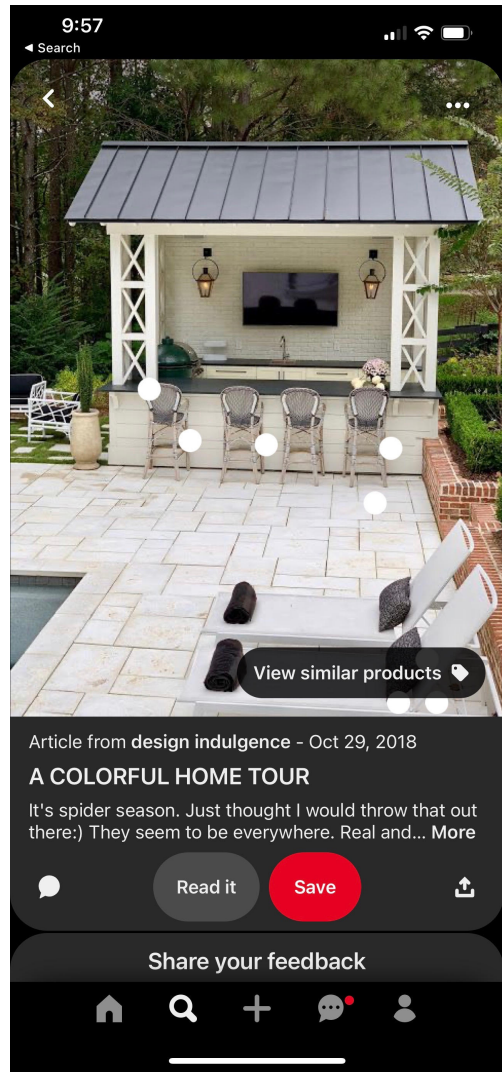 9:57
◀ Search
View similar products
Article from design indulgence - Oct 29, 2018
A COLORFUL HOME TOUR
It's spider season. Just thought I would throw that out
there:) They seem to be everywhere. Real and... More
Read it
Save
Share your feedback